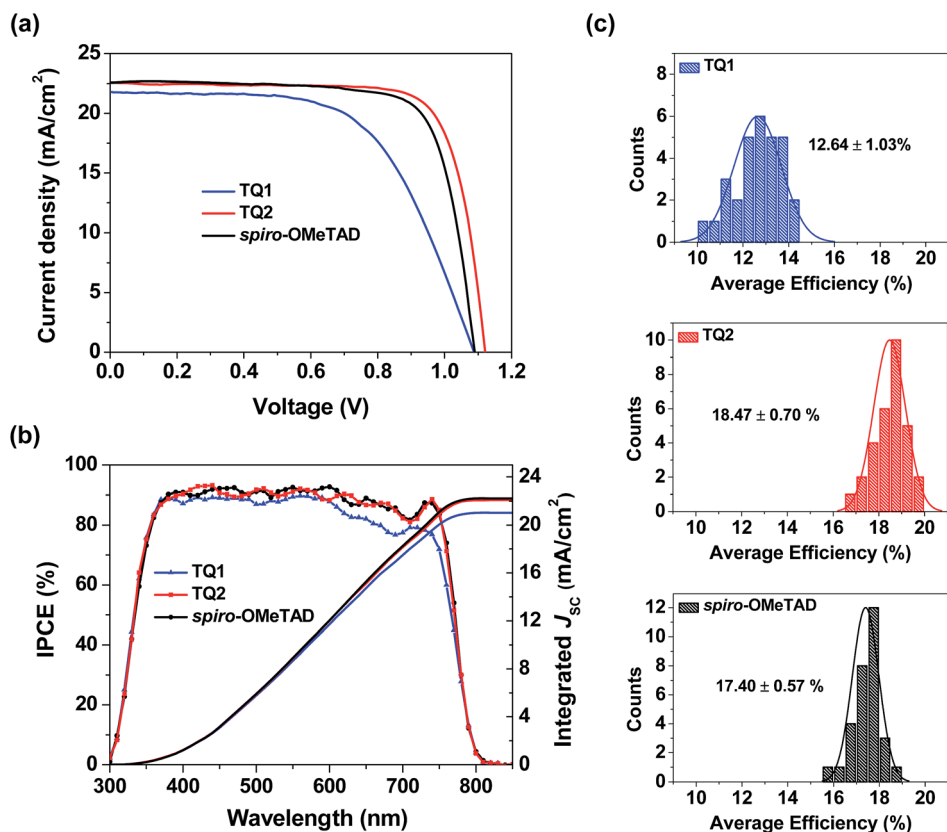 (a)
25
20
15
10
5
0
Current density (mA/cm²)
TQ1
TQ2
spiro-OMeTAD
0.0 0.2 0.4 0.6 0.8 1.0 1.2
Voltage (V)
(b)
100
80
60
40
20
0
IPCE (%)
TQ1
TQ2
spiro-OMeTAD
24
20
16
12
8
4
0
Integrated JSC (mA/cm²)
300 400 500 600 700 800
Wavelength (nm)
(c)
8
6
4
2
0
Counts
TQ1
12.64 ± 1.03%
10 12 14 16 18 20
Average Efficiency (%)
10
8
6
4
2
0
Counts
TQ2
18.47 ± 0.70 %
10 12 14 16 18 20
Average Efficiency (%)
12
10
8
6
4
2
0
Counts
spiro-OMeTAD
17.40 ± 0.57 %
10 12 14 16 18 20
Average Efficiency (%)